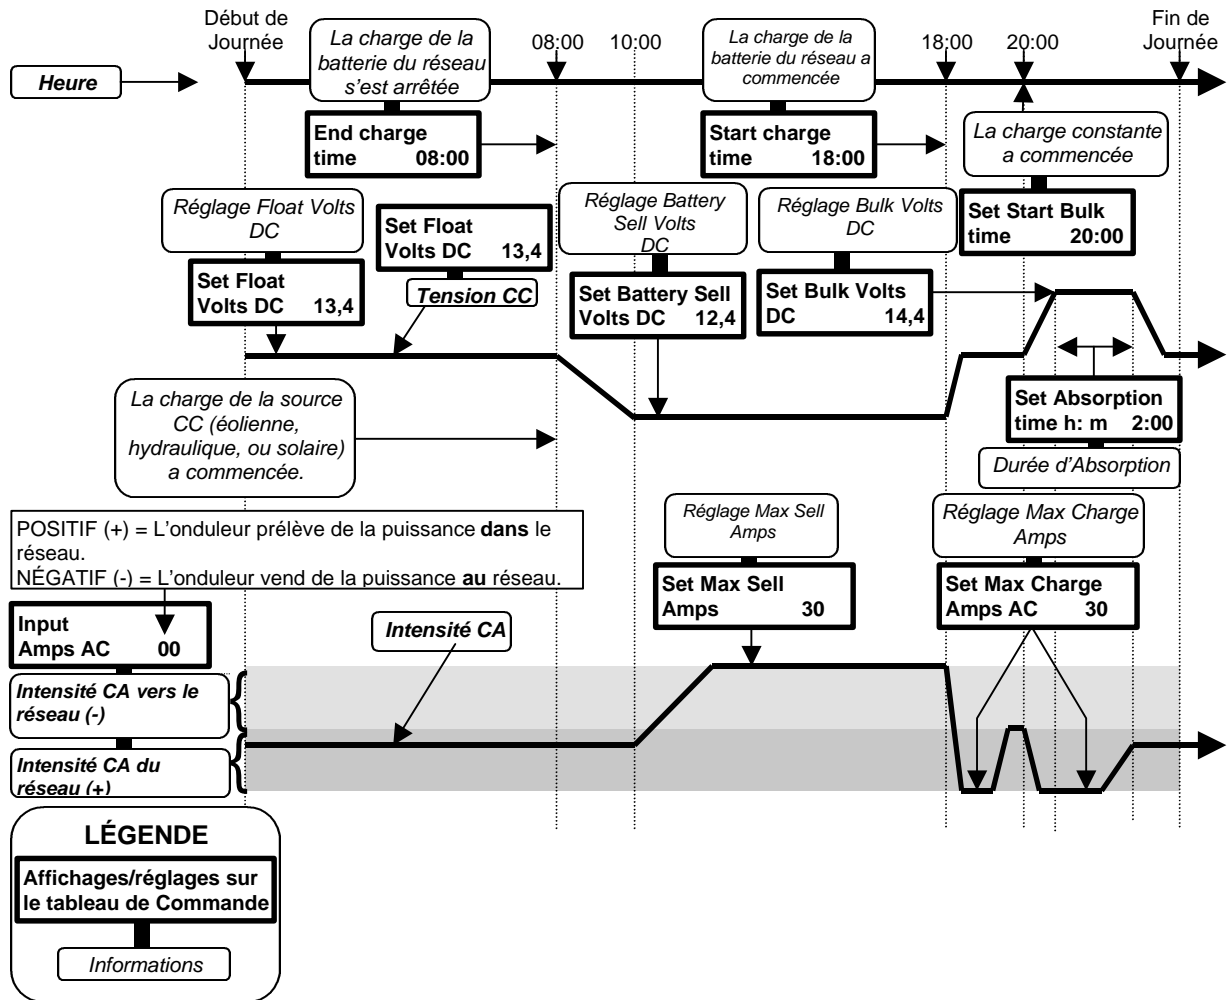 Début de
Journée
La charge de la
batterie du réseau
s'est arrêtée
08:00
10:00
La charge de la
batterie du réseau a
commencée
18:00
20:00
Fin de
Journée
Heure
End charge
time 08:00
Start charge
time 18:00
La charge constante
a commencée
Réglage Float Volts
DC
Set Float
Volts DC 13,4
Réglage Battery
Sell Volts
DC
Réglage Bulk Volts
DC
Set Start Bulk
time 20:00
Set Float
Volts DC 13,4
Tension CC
Set Battery Sell
Volts DC 12,4
Set Bulk Volts
DC 14,4
La charge de la source
CC (éolienne,
hydraulique, ou solaire)
a commencée.
Set Absorption
time h: m 2:00
Durée d'Absorption
POSITIF (+) = L'onduleur prélève de la puissance dans le
réseau.
NÉGATIF (-) = L'onduleur vend de la puissance au réseau.
Réglage Max Sell
Amps
Réglage Max Charge
Amps
Set Max Sell
Amps 30
Set Max Charge
Amps AC 30
Input
Amps AC 00
Intensité CA
Intensité CA vers le
réseau (-)
Intensité CA du
réseau (+)
LÉGENDE
Affichages/réglages sur
le tableau de Commande
Informations